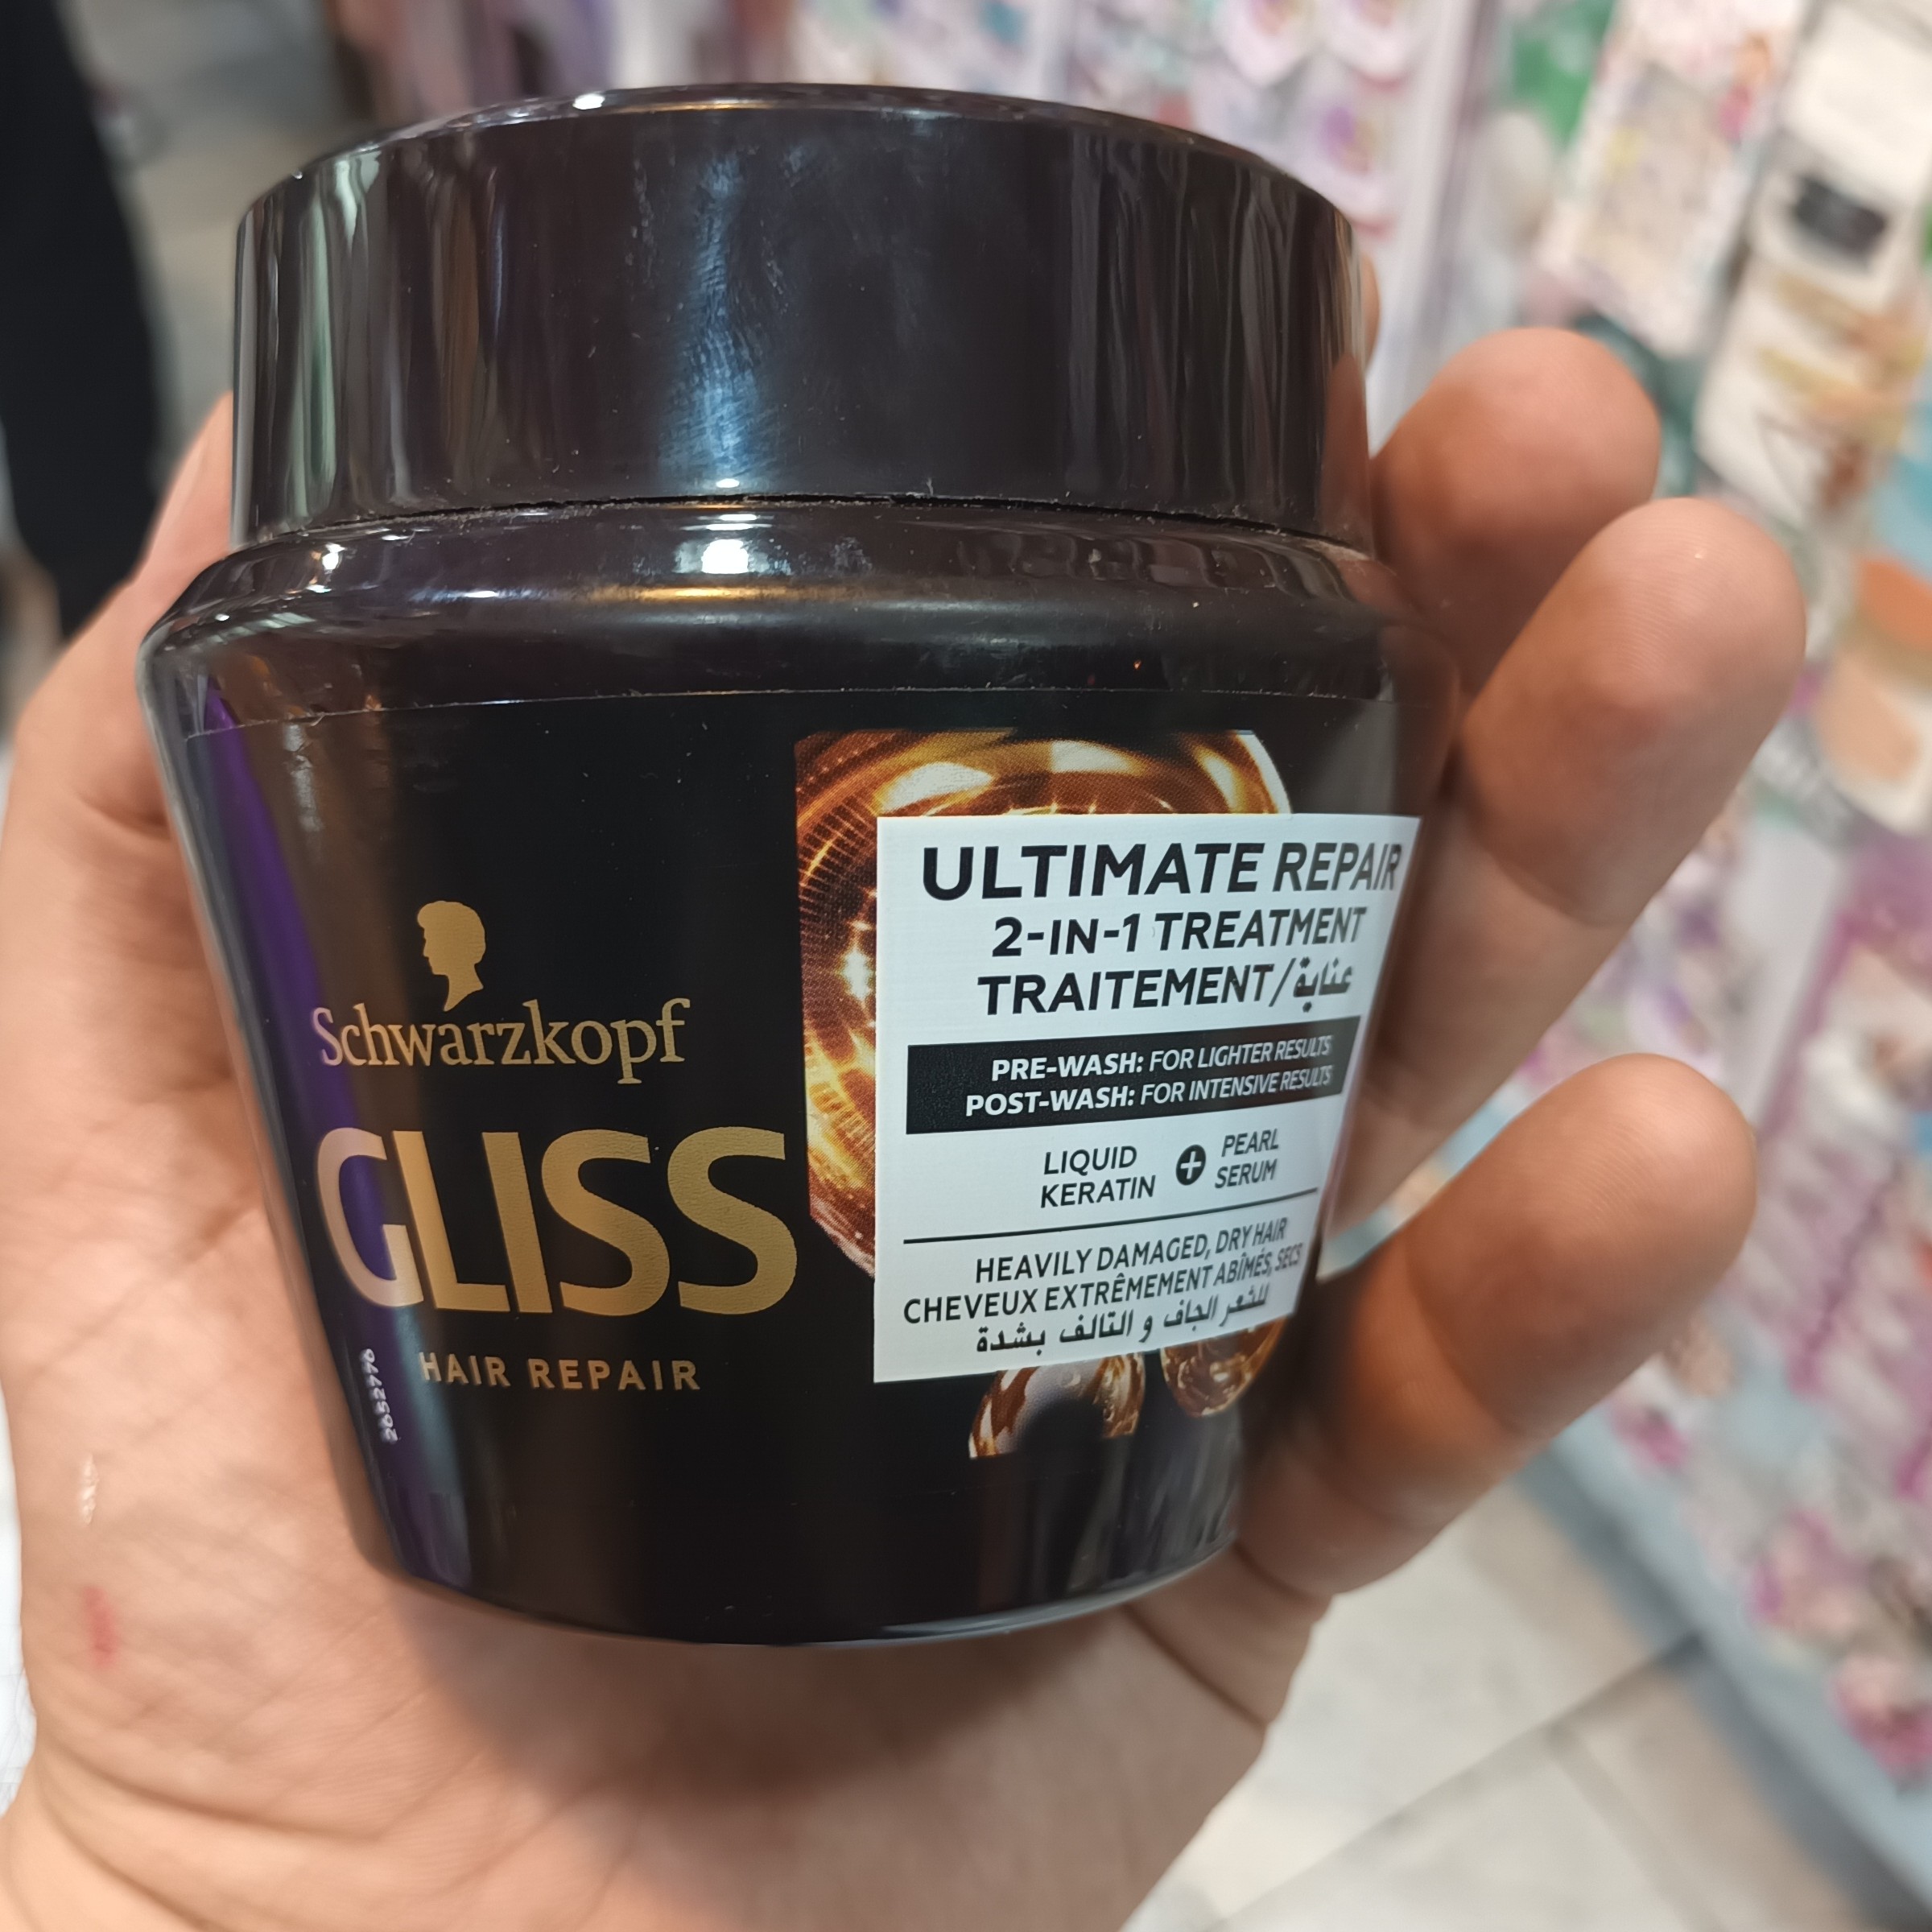 Schwarzkopf
GLISS
HAIR REPAIR
2652776
ULTIMATE REPAIR
2-IN-1 TREATMENT
TRAITEMENT/عناية
PRE-WASH: FOR LIGHTER RESULTS
POST-WASH: FOR INTENSIVE RESULTS
LIQUID KERATIN + PEARL SERUM
HEAVILY DAMAGED, DRY HAIR
CHEVEUX EXTRÊMEMENT ABÎMÉS, SECS
للشعر الجاف و التالف بشدة